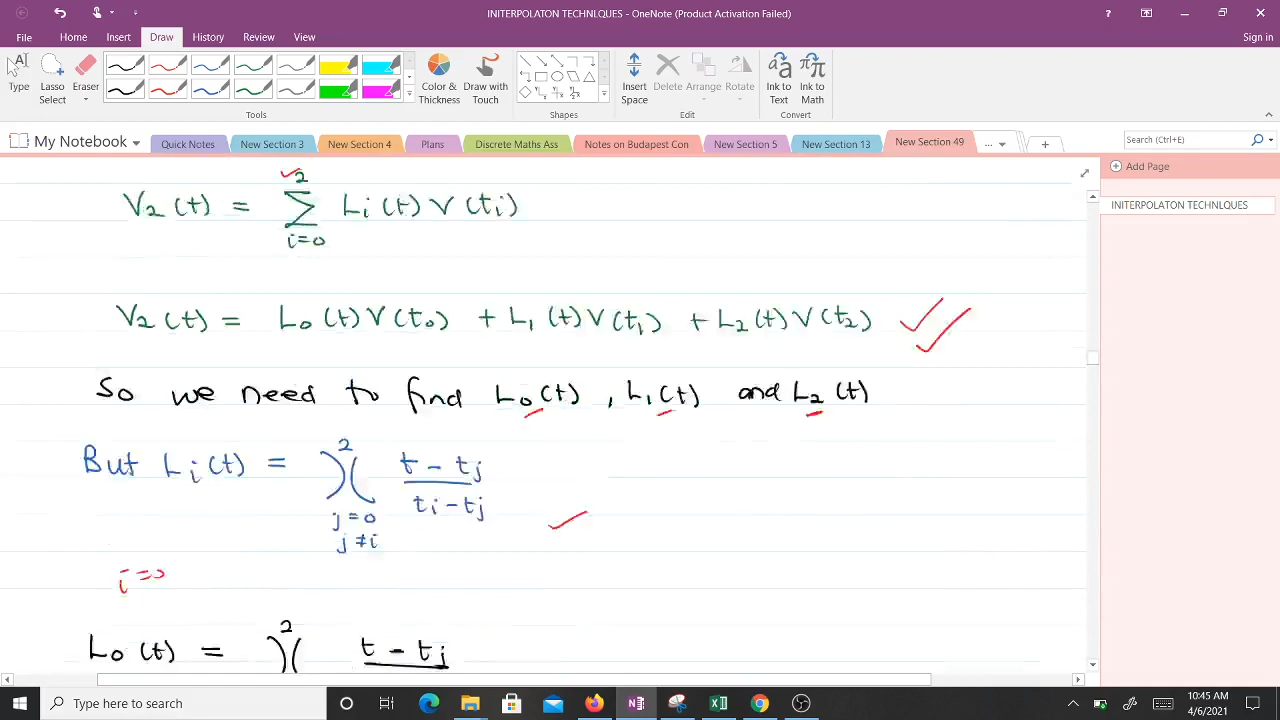 INITERPOLATON TECHNLQUES - OneNote (Product Activation Failed)
File Home Insert Draw History Review View Sign in
Type Lasso Select Eraser Color & Thickness Draw with Touch Insert Space Delete Arrange Rotate Ink to Text Ink to Math
Tools Shapes Edit Convert
My Notebook Quick Notes New Section 3 New Section 4 Plans Discrete Maths Ass Notes on Budapest Con New Section 5 New Section 13 New Section 49 ... Search (Ctrl+E)
Add Page
INITERPOLATON TECHNLQUES
V₂(t) = ∑_{i=0}^{2} Lᵢ(t) V(tᵢ)
V₂(t) = L₀(t)V(t₀) + L₁(t)V(t₁) + L₂(t)V(t₂)
So we need to find L₀(t), L₁(t) and L₂(t)
But Lᵢ(t) = ∏_{j=0, j≠i}^{2} (t - tⱼ)/(tᵢ - tⱼ)
i=0
L₀(t) = ∏^{2} t - tⱼ
Type here to search
10:45 AM
4/6/2021